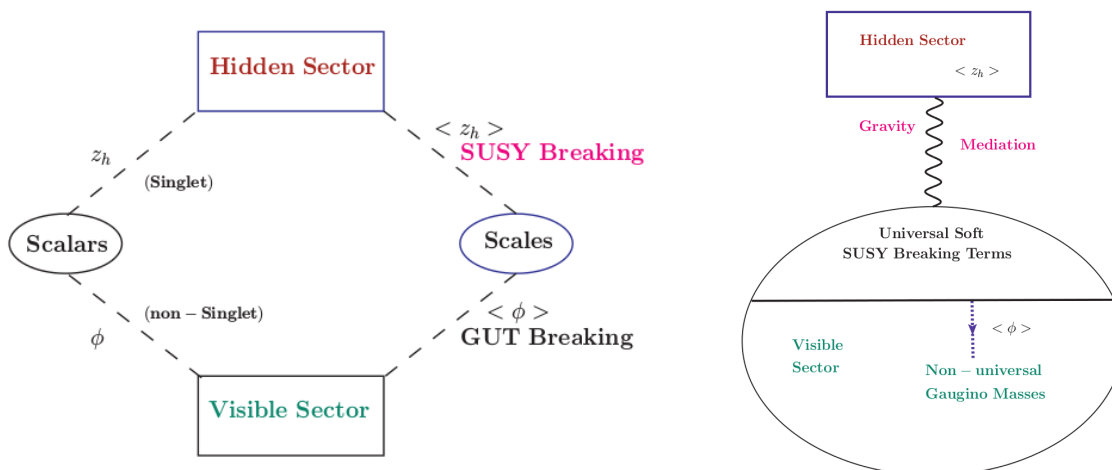 Hidden Sector
< z_h >
SUSY Breaking
z_h
(Singlet)
Scalars
Scales
(non − Singlet)
ϕ
< ϕ >
GUT Breaking
Visible Sector
Hidden Sector
< z_h >
Gravity
Mediation
Universal Soft
SUSY Breaking Terms
< ϕ >
Visible
Sector
Non − universal
Gaugino Masses